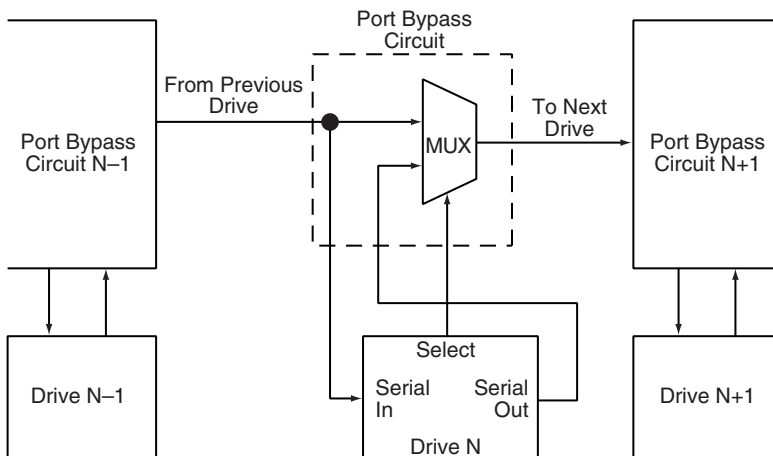 Port Bypass
Circuit
From Previous
Drive
To Next
Drive
Port Bypass
Circuit N–1
MUX
Port Bypass
Circuit N+1
Select
Drive N–1
Serial
In
Serial
Out
Drive N+1
Drive N